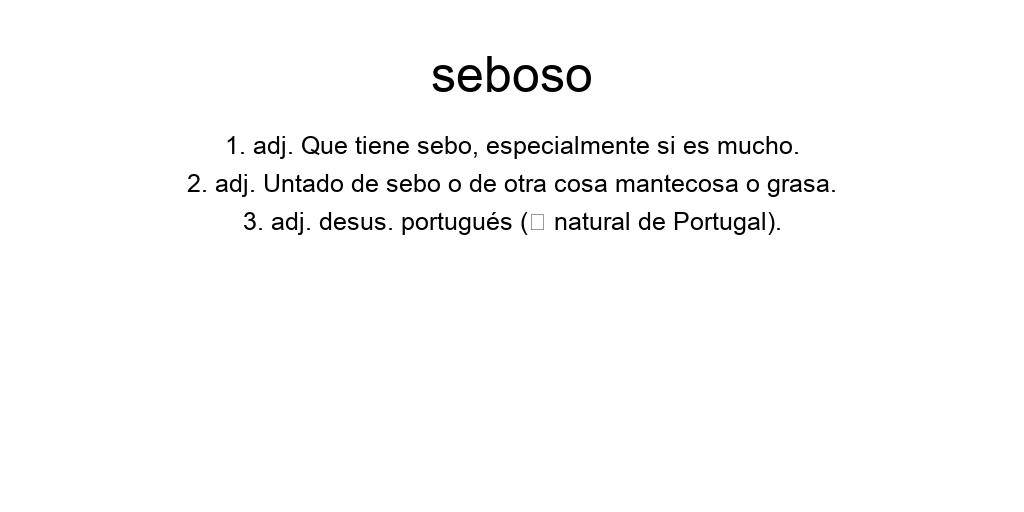 seboso
1. adj. Que tiene sebo, especialmente si es mucho.
2. adj. Untado de sebo o de otra cosa mantecosa o grasa.
3. adj. desus. portugués (□ natural de Portugal).